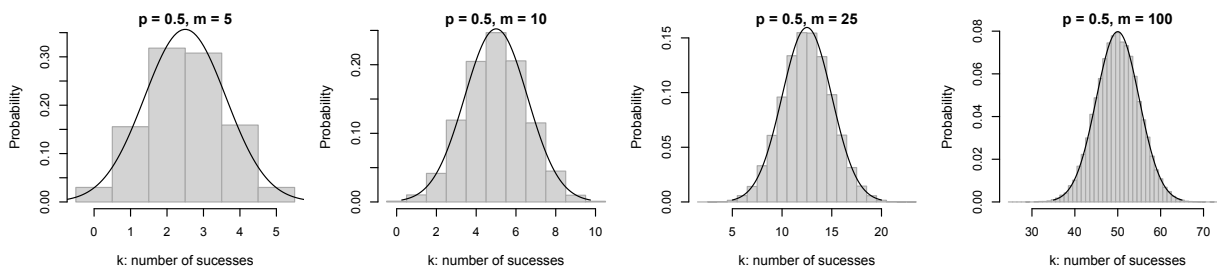 p = 0.5, m = 5
Probability
0.00 0.10 0.20 0.30
0 1 2 3 4 5
k: number of sucesses
p = 0.5, m = 10
Probability
0.00 0.10 0.20
0 2 4 6 8 10
k: number of sucesses
p = 0.5, m = 25
Probability
0.00 0.05 0.10 0.15
5 10 15 20
k: number of sucesses
p = 0.5, m = 100
Probability
0.00 0.02 0.04 0.06 0.08
30 40 50 60 70
k: number of sucesses